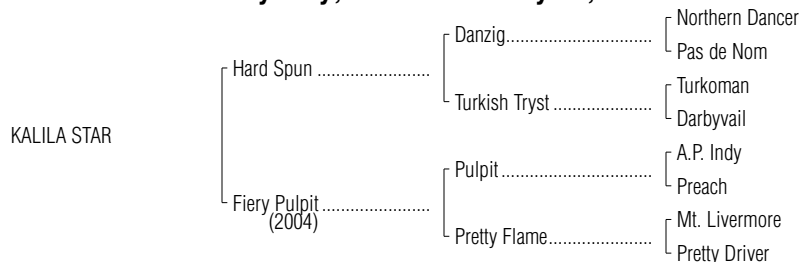 Northern Dancer
Danzig
Pas de Nom
Hard Spun
Turkoman
Turkish Tryst
Darbyvail
KALILA STAR
A.P. Indy
Pulpit
Preach
Fiery Pulpit
(2004)
Mt. Livermore
Pretty Flame
Pretty Driver